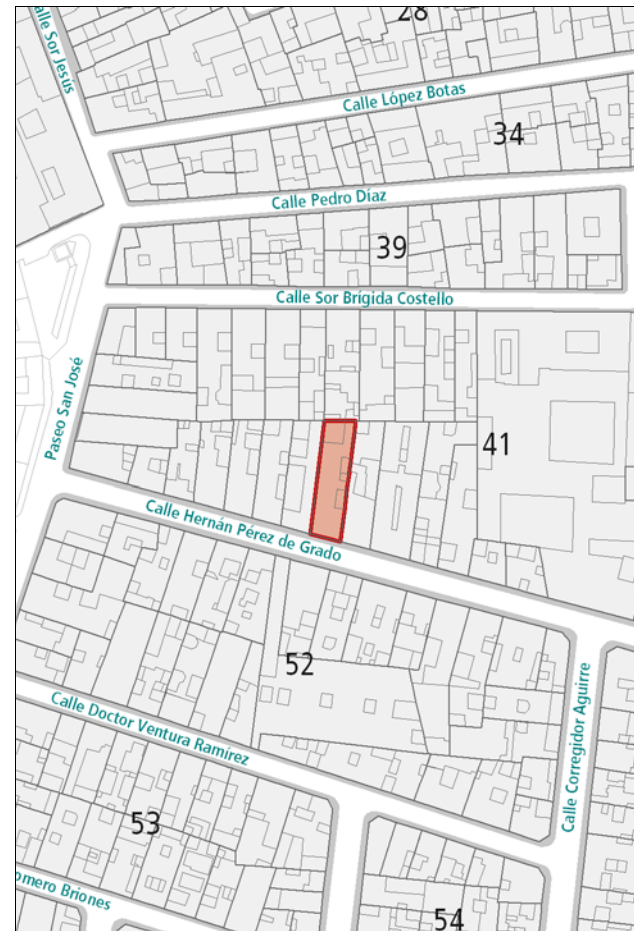 28
alle Sor Jesús
Calle López Botas
34
Calle Pedro Díaz
39
Calle Sor Brígida Costello
Paseo San José
41
Calle Hernán Pérez de Grado
52
Calle Corregidor Aguirre
Calle Doctor Ventura Ramírez
53
omero Briones
54